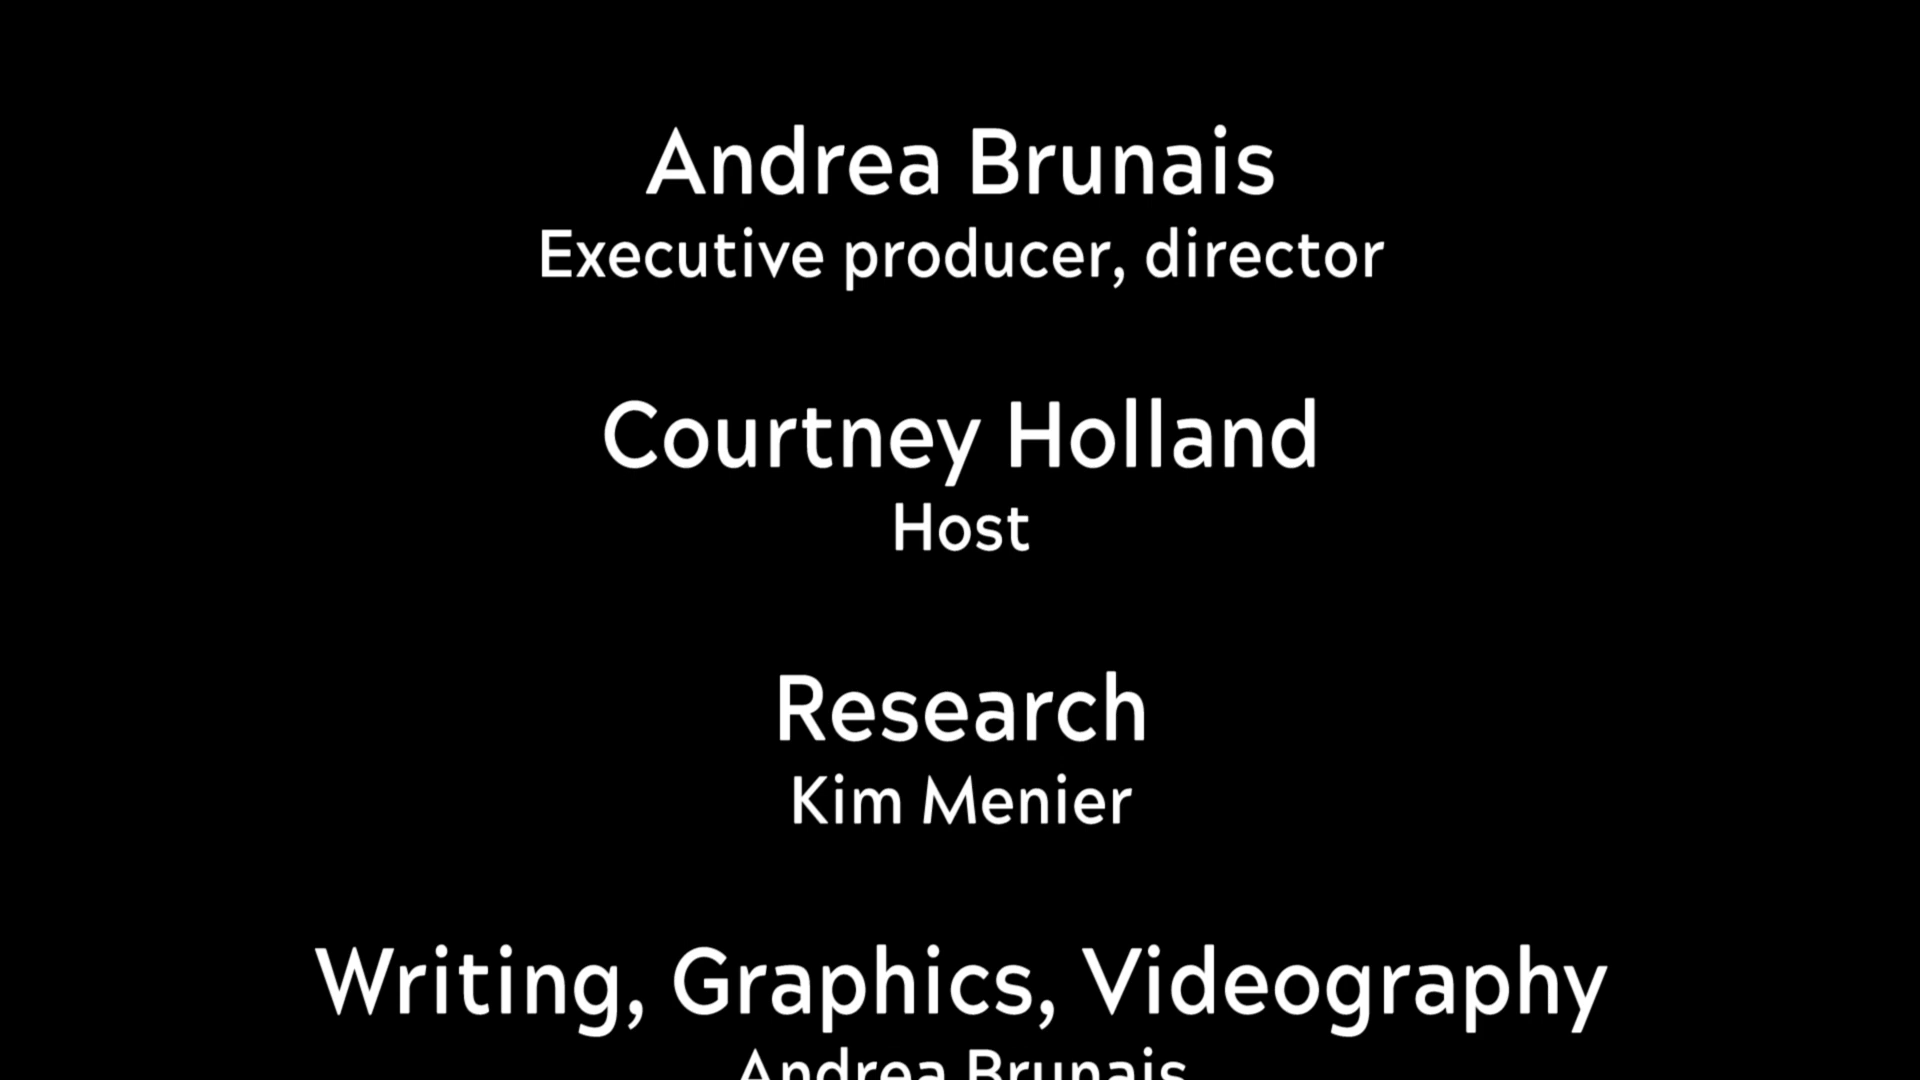 Andrea Brunais
Executive producer, director
Courtney Holland
Host
Research
Kim Menier
Writing, Graphics, Videography
Andrea Brunais